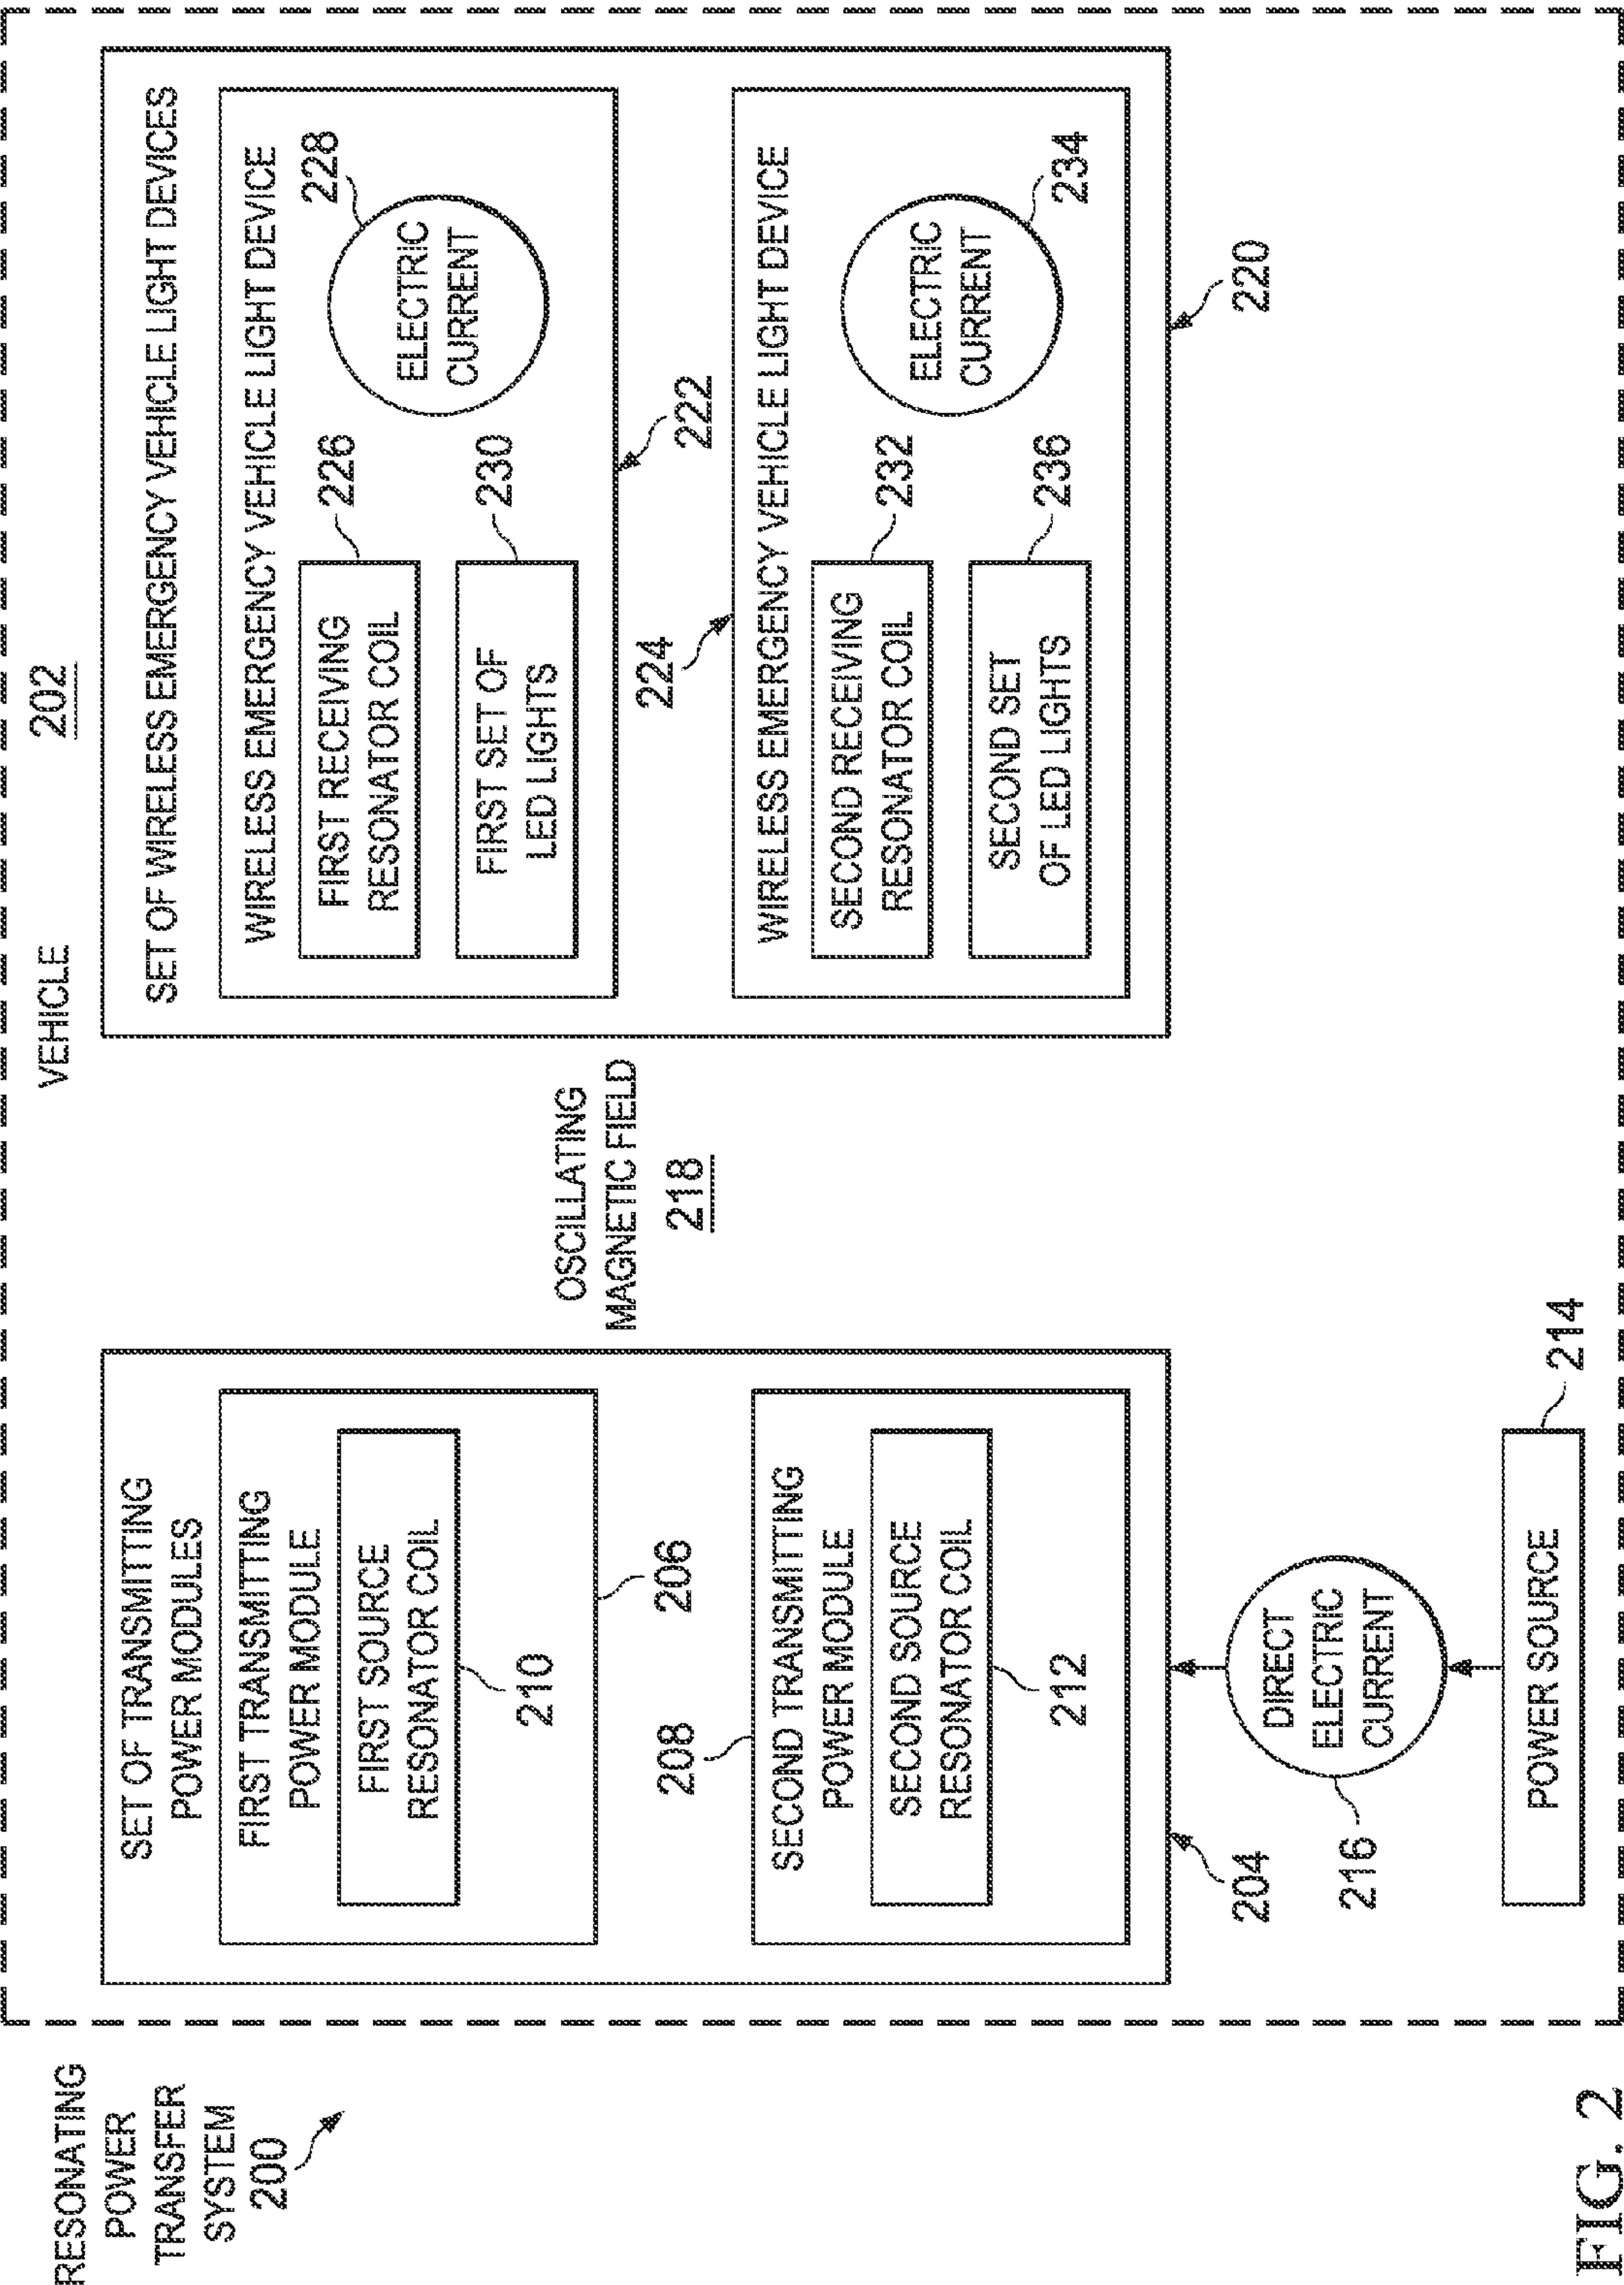 RESONATING
POWER
TRANSFER
SYSTEM
200
VEHICLE
202
SET OF TRANSMITTING
POWER MODULES
FIRST TRANSMITTING
POWER MODULE
FIRST SOURCE
RESONATOR COIL
210
206
208
SECOND TRANSMITTING
POWER MODULE
SECOND SOURCE
RESONATOR COIL
212
204
DIRECT
ELECTRIC
CURRENT
216
POWER SOURCE
214
OSCILLATING
MAGNETIC FIELD
218
SET OF WIRELESS EMERGENCY VEHICLE LIGHT DEVICES
WIRELESS EMERGENCY VEHICLE LIGHT DEVICE
FIRST RECEIVING
RESONATOR COIL
226
228
ELECTRIC
CURRENT
FIRST SET OF
LED LIGHTS
230
222
224
WIRELESS EMERGENCY VEHICLE LIGHT DEVICE
SECOND RECEIVING
RESONATOR COIL
232
ELECTRIC
CURRENT
234
SECOND SET
OF LED LIGHTS
236
220
FIG. 2